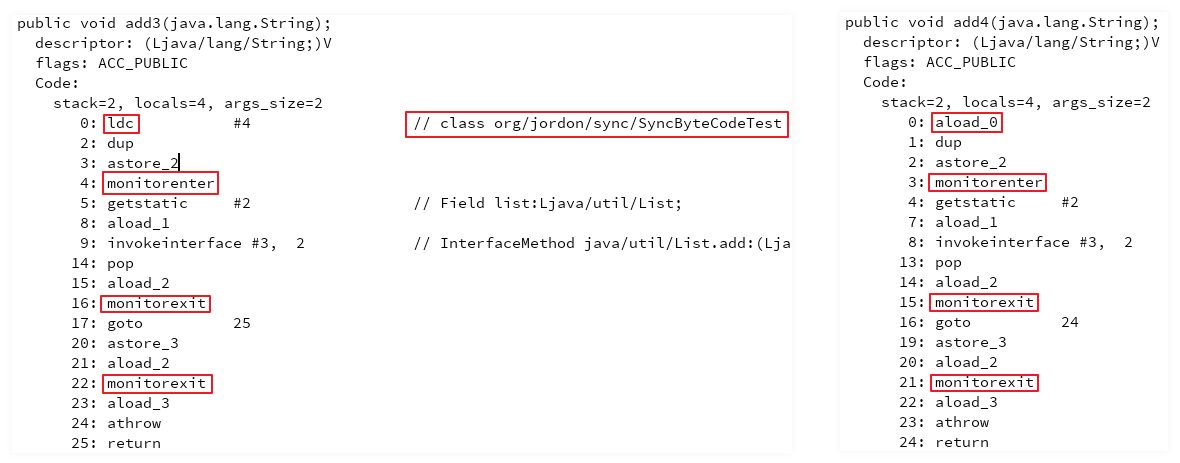 public void add3(java.lang.String);
descriptor: (Ljava/lang/String;)V
flags: ACC_PUBLIC
Code:
stack=2, locals=4, args_size=2
0: ldc #4 // class org/jordon/sync/SyncByteCodeTest
2: dup
3: astore_2
4: monitorenter
5: getstatic #2 // Field list:Ljava/util/List;
8: aload_1
9: invokeinterface #3, 2 // InterfaceMethod java/util/List.add:(Lja
14: pop
15: aload_2
16: monitorexit
17: goto 25
20: astore_3
21: aload_2
22: monitorexit
23: aload_3
24: athrow
25: return
public void add4(java.lang.String);
descriptor: (Ljava/lang/String;)V
flags: ACC_PUBLIC
Code:
stack=2, locals=4, args_size=2
0: aload_0
1: dup
2: astore_2
3: monitorenter
4: getstatic #2
7: aload_1
8: invokeinterface #3, 2
13: pop
14: aload_2
15: monitorexit
16: goto 24
19: astore_3
20: aload_2
21: monitorexit
22: aload_3
23: athrow
24: return